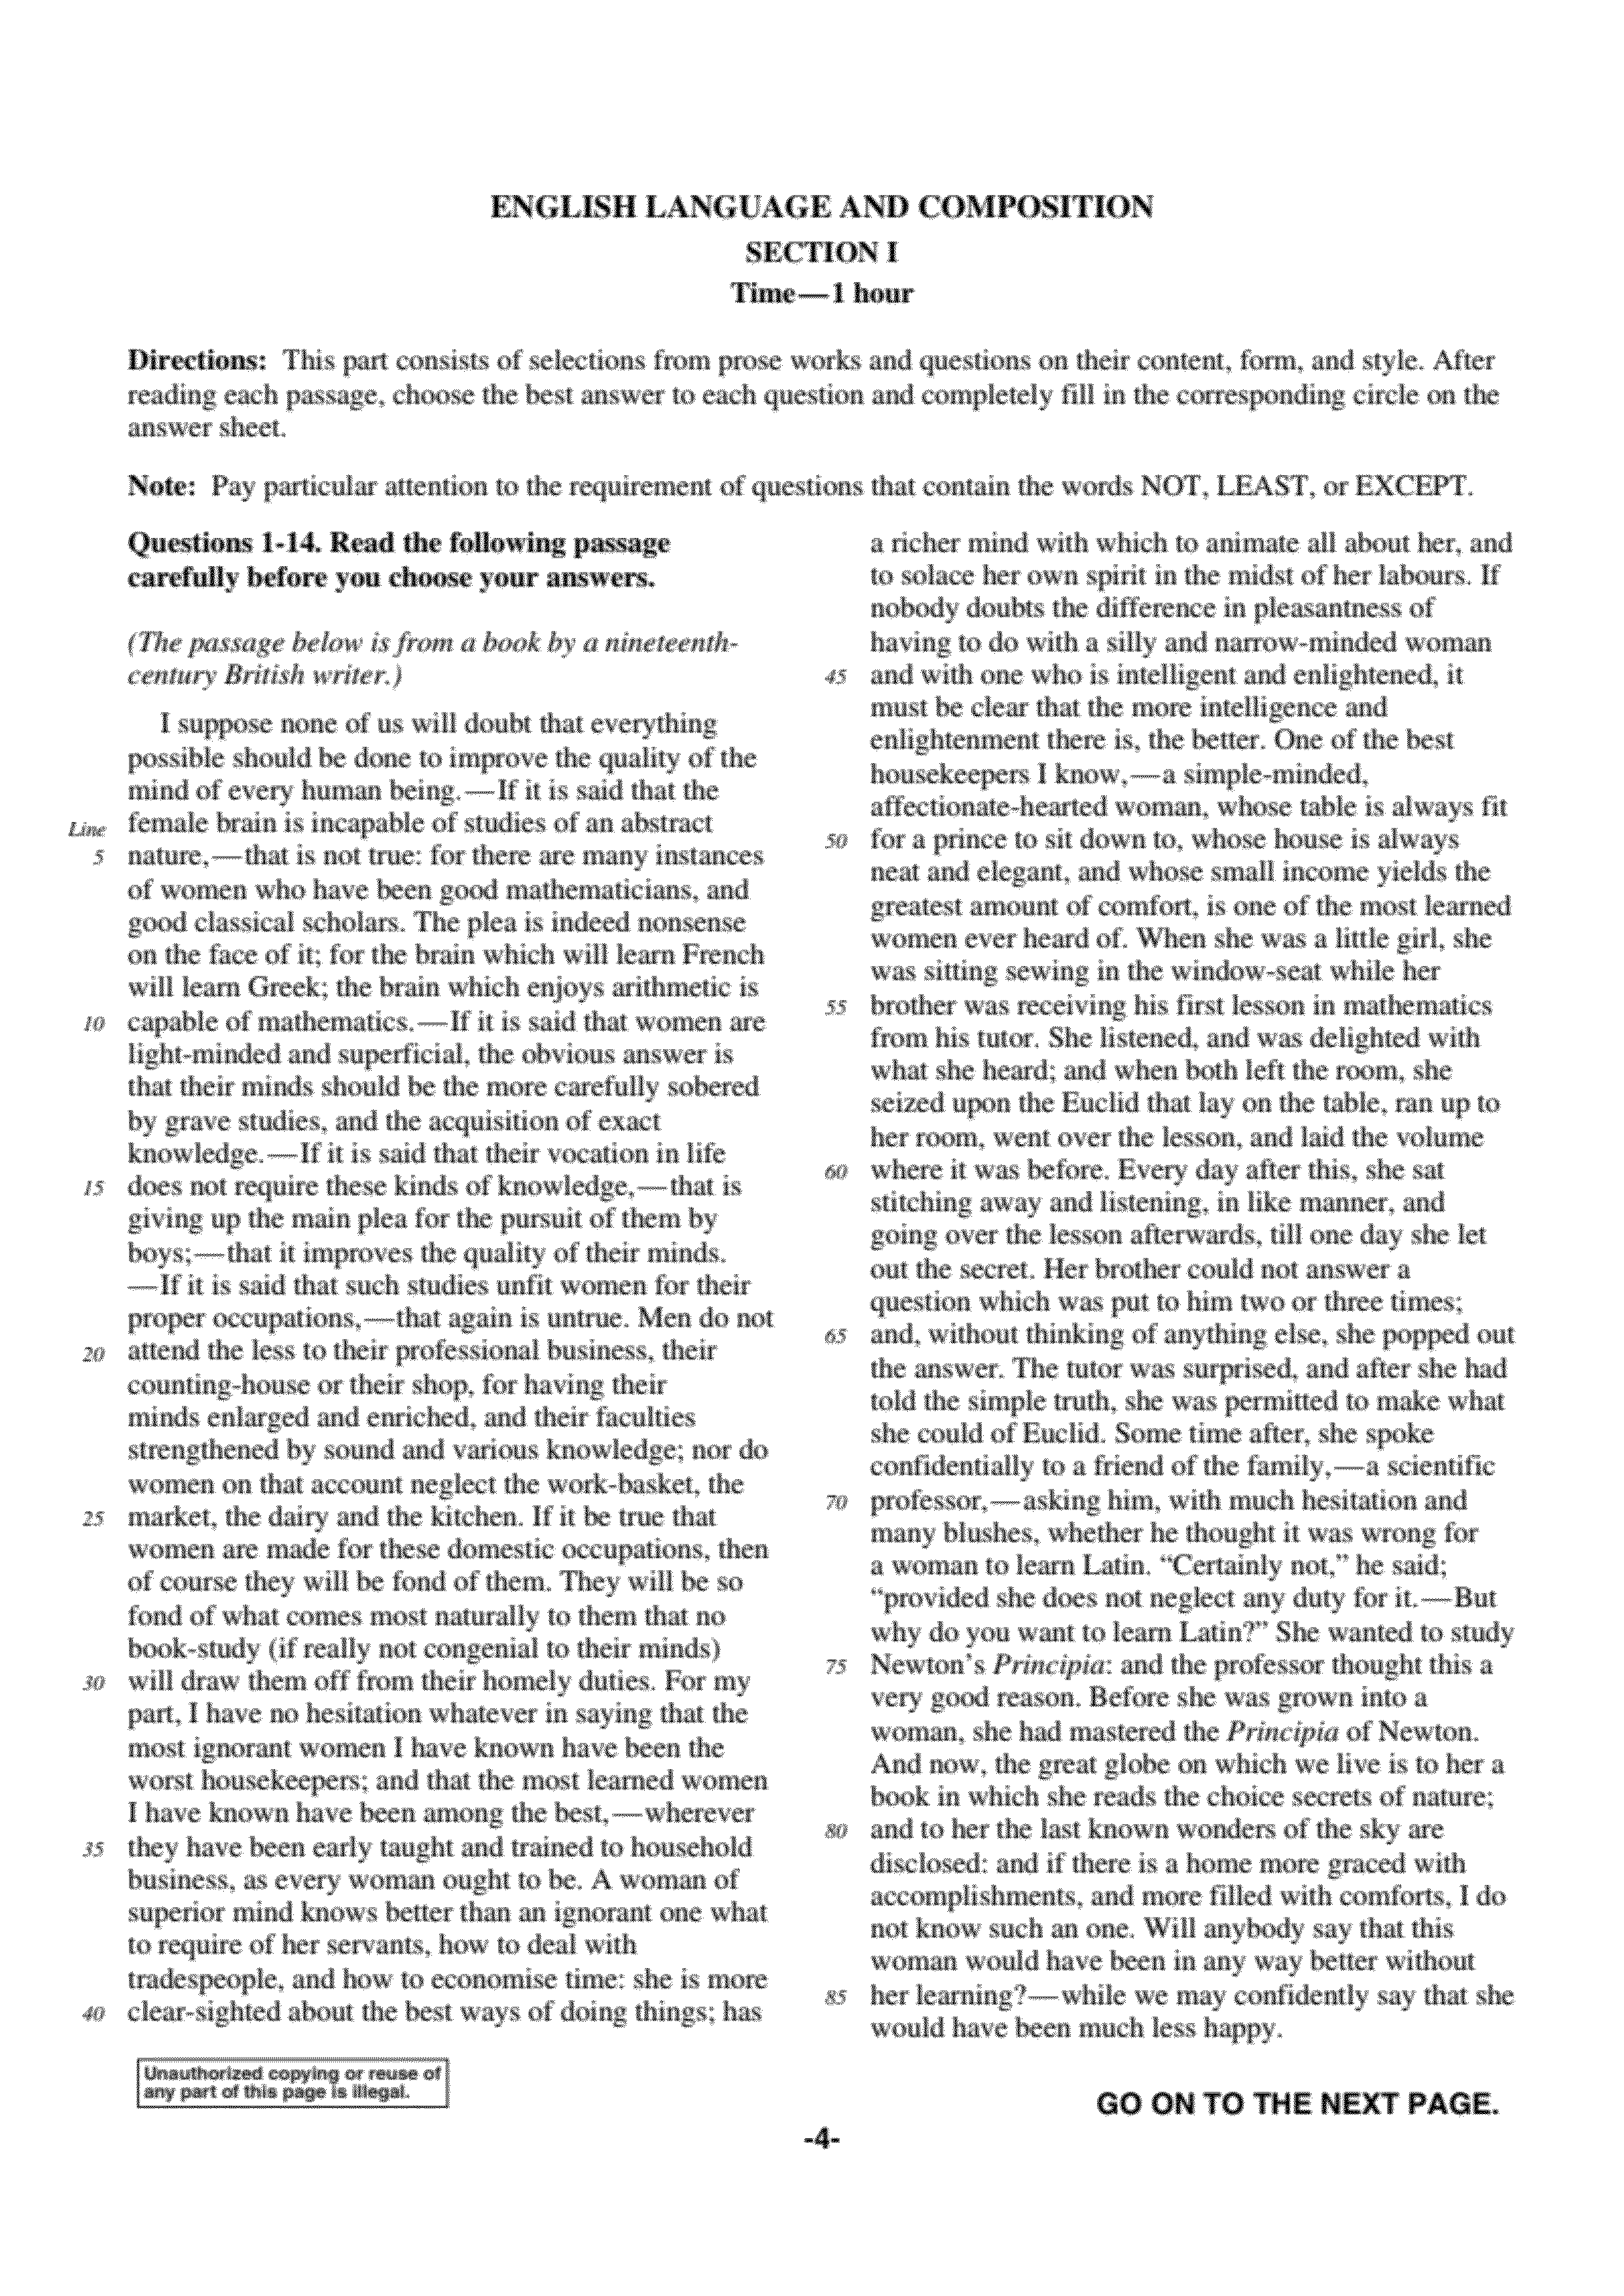 ENGLISH LANGUAGE AND COMPOSITION
SECTION I
Time—1 hour
Directions: This part consists of selections from prose works and questions on their content, form, and style. After
reading each passage, choose the best answer to each question and completely fill in the corresponding circle on the
answer sheet.
Note: Pay particular attention to the requirement of questions that contain the words NOT, LEAST, or EXCEPT.
Questions 1-14. Read the following passage
carefully before you choose your answers.
(The passage below is from a book by a nineteenth-
century British writer.)
I suppose none of us will doubt that everything
possible should be done to improve the quality of the
mind of every human being.—If it is said that the
Line female brain is incapable of studies of an abstract
5 nature,—that is not true: for there are many instances
of women who have been good mathematicians, and
good classical scholars. The plea is indeed nonsense
on the face of it; for the brain which will learn French
will learn Greek; the brain which enjoys arithmetic is
10 capable of mathematics.—If it is said that women are
light-minded and superficial, the obvious answer is
that their minds should be the more carefully sobered
by grave studies, and the acquisition of exact
knowledge.—If it is said that their vocation in life
15 does not require these kinds of knowledge,—that is
giving up the main plea for the pursuit of them by
boys;—that it improves the quality of their minds.
—If it is said that such studies unfit women for their
proper occupations,—that again is untrue. Men do not
20 attend the less to their professional business, their
counting-house or their shop, for having their
minds enlarged and enriched, and their faculties
strengthened by sound and various knowledge; nor do
women on that account neglect the work-basket, the
25 market, the dairy and the kitchen. If it be true that
women are made for these domestic occupations, then
of course they will be fond of them. They will be so
fond of what comes most naturally to them that no
book-study (if really not congenial to their minds)
30 will draw them off from their homely duties. For my
part, I have no hesitation whatever in saying that the
most ignorant women I have known have been the
worst housekeepers; and that the most learned women
I have known have been among the best,—wherever
35 they have been early taught and trained to household
business, as every woman ought to be. A woman of
superior mind knows better than an ignorant one what
to require of her servants, how to deal with
tradespeople, and how to economise time: she is more
40 clear-sighted about the best ways of doing things; has
a richer mind with which to animate all about her, and
to solace her own spirit in the midst of her labours. If
nobody doubts the difference in pleasantness of
having to do with a silly and narrow-minded woman
45 and with one who is intelligent and enlightened, it
must be clear that the more intelligence and
enlightenment there is, the better. One of the best
housekeepers I know,—a simple-minded,
affectionate-hearted woman, whose table is always fit
50 for a prince to sit down to, whose house is always
neat and elegant, and whose small income yields the
greatest amount of comfort, is one of the most learned
women ever heard of. When she was a little girl, she
was sitting sewing in the window-seat while her
55 brother was receiving his first lesson in mathematics
from his tutor. She listened, and was delighted with
what she heard; and when both left the room, she
seized upon the Euclid that lay on the table, ran up to
her room, went over the lesson, and laid the volume
60 where it was before. Every day after this, she sat
stitching away and listening, in like manner, and
going over the lesson afterwards, till one day she let
out the secret. Her brother could not answer a
question which was put to him two or three times;
65 and, without thinking of anything else, she popped out
the answer. The tutor was surprised, and after she had
told the simple truth, she was permitted to make what
she could of Euclid. Some time after, she spoke
confidentially to a friend of the family,—a scientific
70 professor,—asking him, with much hesitation and
many blushes, whether he thought it was wrong for
a woman to learn Latin. “Certainly not,” he said;
“provided she does not neglect any duty for it.—But
why do you want to learn Latin?” She wanted to study
75 Newton’s Principia: and the professor thought this a
very good reason. Before she was grown into a
woman, she had mastered the Principia of Newton.
And now, the great globe on which we live is to her a
book in which she reads the choice secrets of nature;
80 and to her the last known wonders of the sky are
disclosed: and if there is a home more graced with
accomplishments, and more filled with comforts, I do
not know such an one. Will anybody say that this
woman would have been in any way better without
85 her learning?—while we may confidently say that she
would have been much less happy.
Unauthorized copying or reuse of
any part of this page is illegal.
GO ON TO THE NEXT PAGE.
-4-